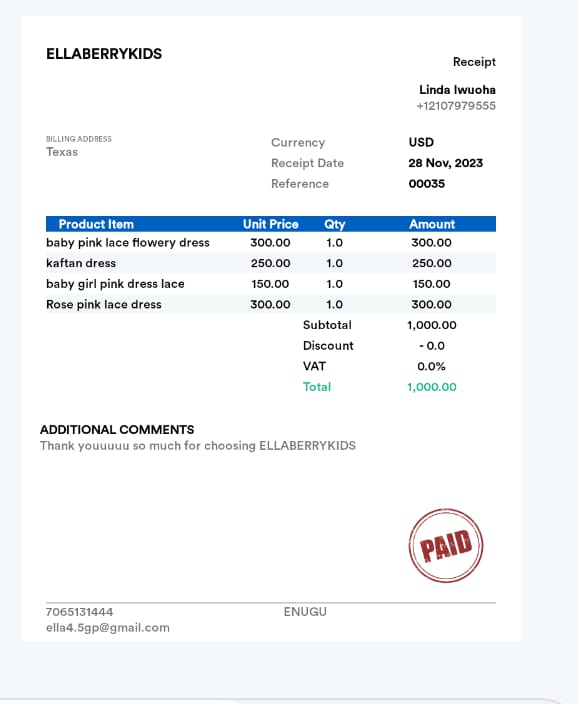 ELLABERRYKIDS
Receipt
Linda Iwuoha
+12107979555
BILLING ADDRESS
Texas
Currency USD
Receipt Date 28 Nov, 2023
Reference 00035
Product Item Unit Price Qty Amount
baby pink lace flowery dress 300.00 1.0 300.00
kaftan dress 250.00 1.0 250.00
baby girl pink dress lace 150.00 1.0 150.00
Rose pink lace dress 300.00 1.0 300.00
Subtotal 1,000.00
Discount - 0.0
VAT 0.0%
Total 1,000.00
ADDITIONAL COMMENTS
Thank youuuuu so much for choosing ELLABERRYKIDS
PAID
7065131444 ENUGU
ella4.5gp@gmail.com